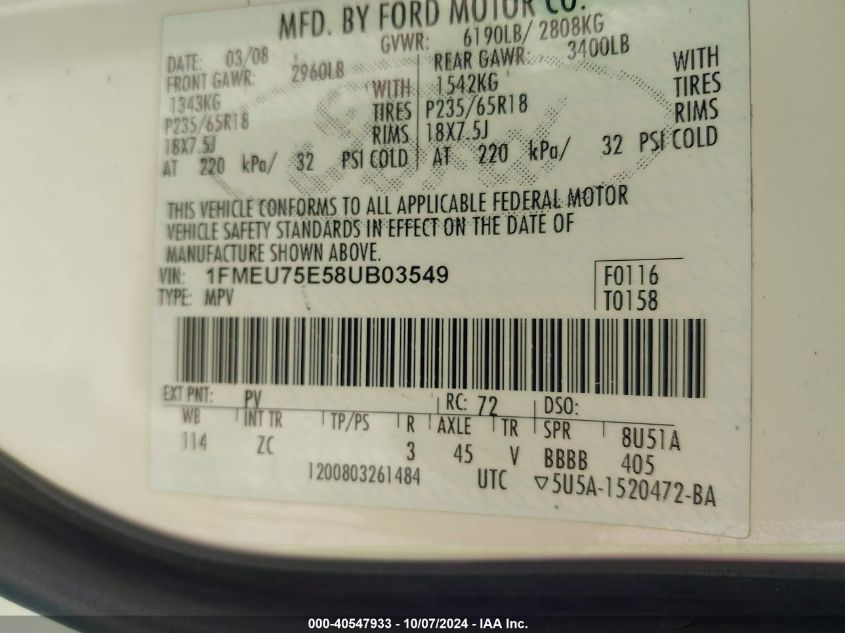 MFD. BY FORD MOTOR CO.
DATE: 03/08 GVWR: 6190LB/ 2808KG
FRONT GAWR: 2960LB REAR GAWR: 3400LB
1343KG WITH 1542KG WITH
P235/65R18 TIRES P235/65R18 TIRES
18X7.5J RIMS 18X7.5J RIMS
AT 220 kPa/ 32 PSI COLD AT 220 kPa/ 32 PSI COLD
THIS VEHICLE CONFORMS TO ALL APPLICABLE FEDERAL MOTOR
VEHICLE SAFETY STANDARDS IN EFFECT ON THE DATE OF
MANUFACTURE SHOWN ABOVE.
VIN: 1FMEU75E58UB03549 F0116
TYPE: MPV T0158
EXT PNT: PV RC: 72 DSO:
WB INT TR TP/PS R AXLE TR SPR 8U51A
114 ZC 3 45 V BBBB 405
1200803261484 UTC ▽5U5A-1520472-BA
000-40547933 - 10/07/2024 - IAA Inc.